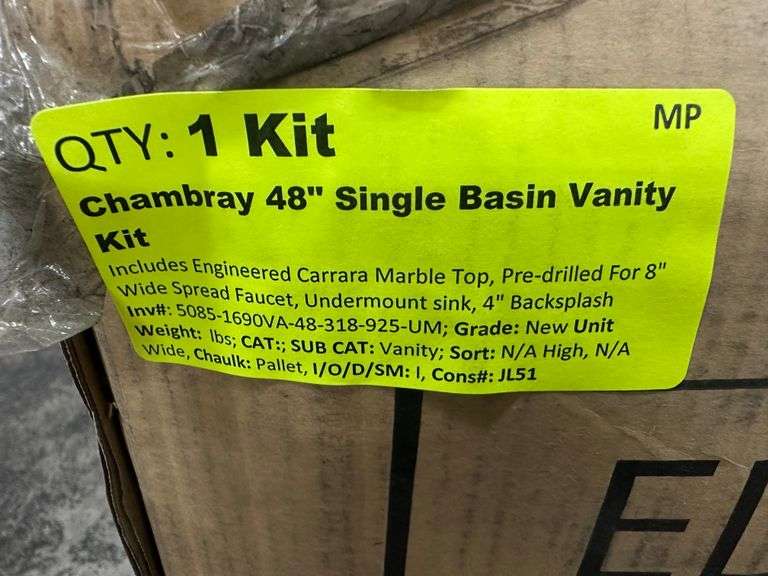 QTY: 1 Kit
MP
Chambray 48" Single Basin Vanity
Kit
Includes Engineered Carrara Marble Top, Pre-drilled For 8"
Wide Spread Faucet, Undermount sink, 4" Backsplash
Inv#: 5085-1690VA-48-318-925-UM; Grade: New Unit
Weight: lbs; CAT:; SUB CAT: Vanity; Sort: N/A High, N/A
Wide, Chaulk: Pallet, I/O/D/SM: I, Cons#: JL51